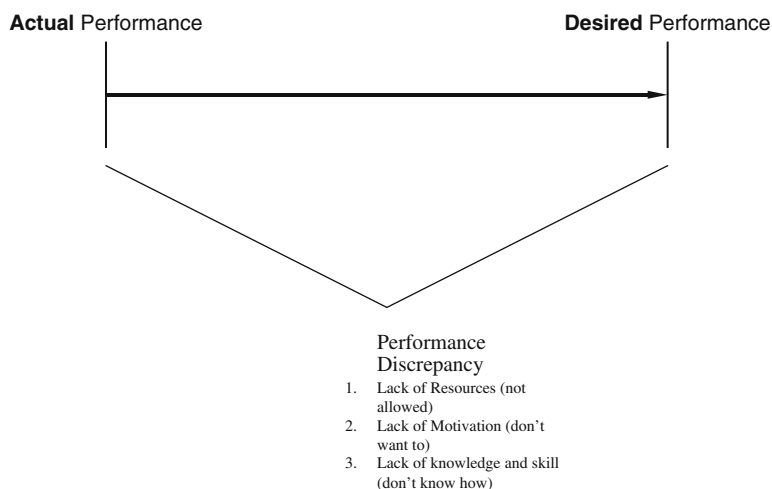 Actual Performance
Desired Performance
Performance
Discrepancy
1. Lack of Resources (not
allowed)
2. Lack of Motivation (don’t
want to)
3. Lack of knowledge and skill
(don’t know how)